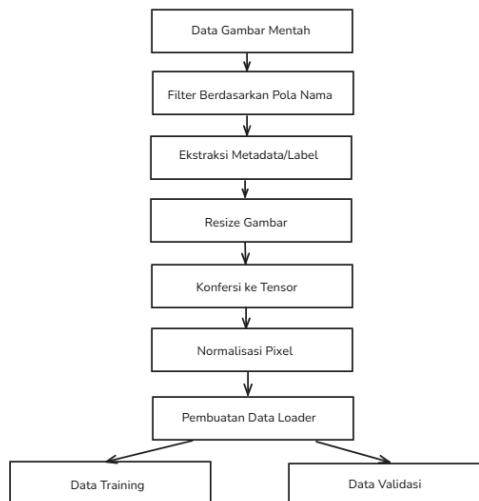 Data Gambar Mentah
Filter Berdasarkan Pola Nama
Ekstraksi Metadata/Label
Resize Gambar
Konfersi ke Tensor
Normalisasi Pixel
Pembuatan Data Loader
Data Training
Data Validasi